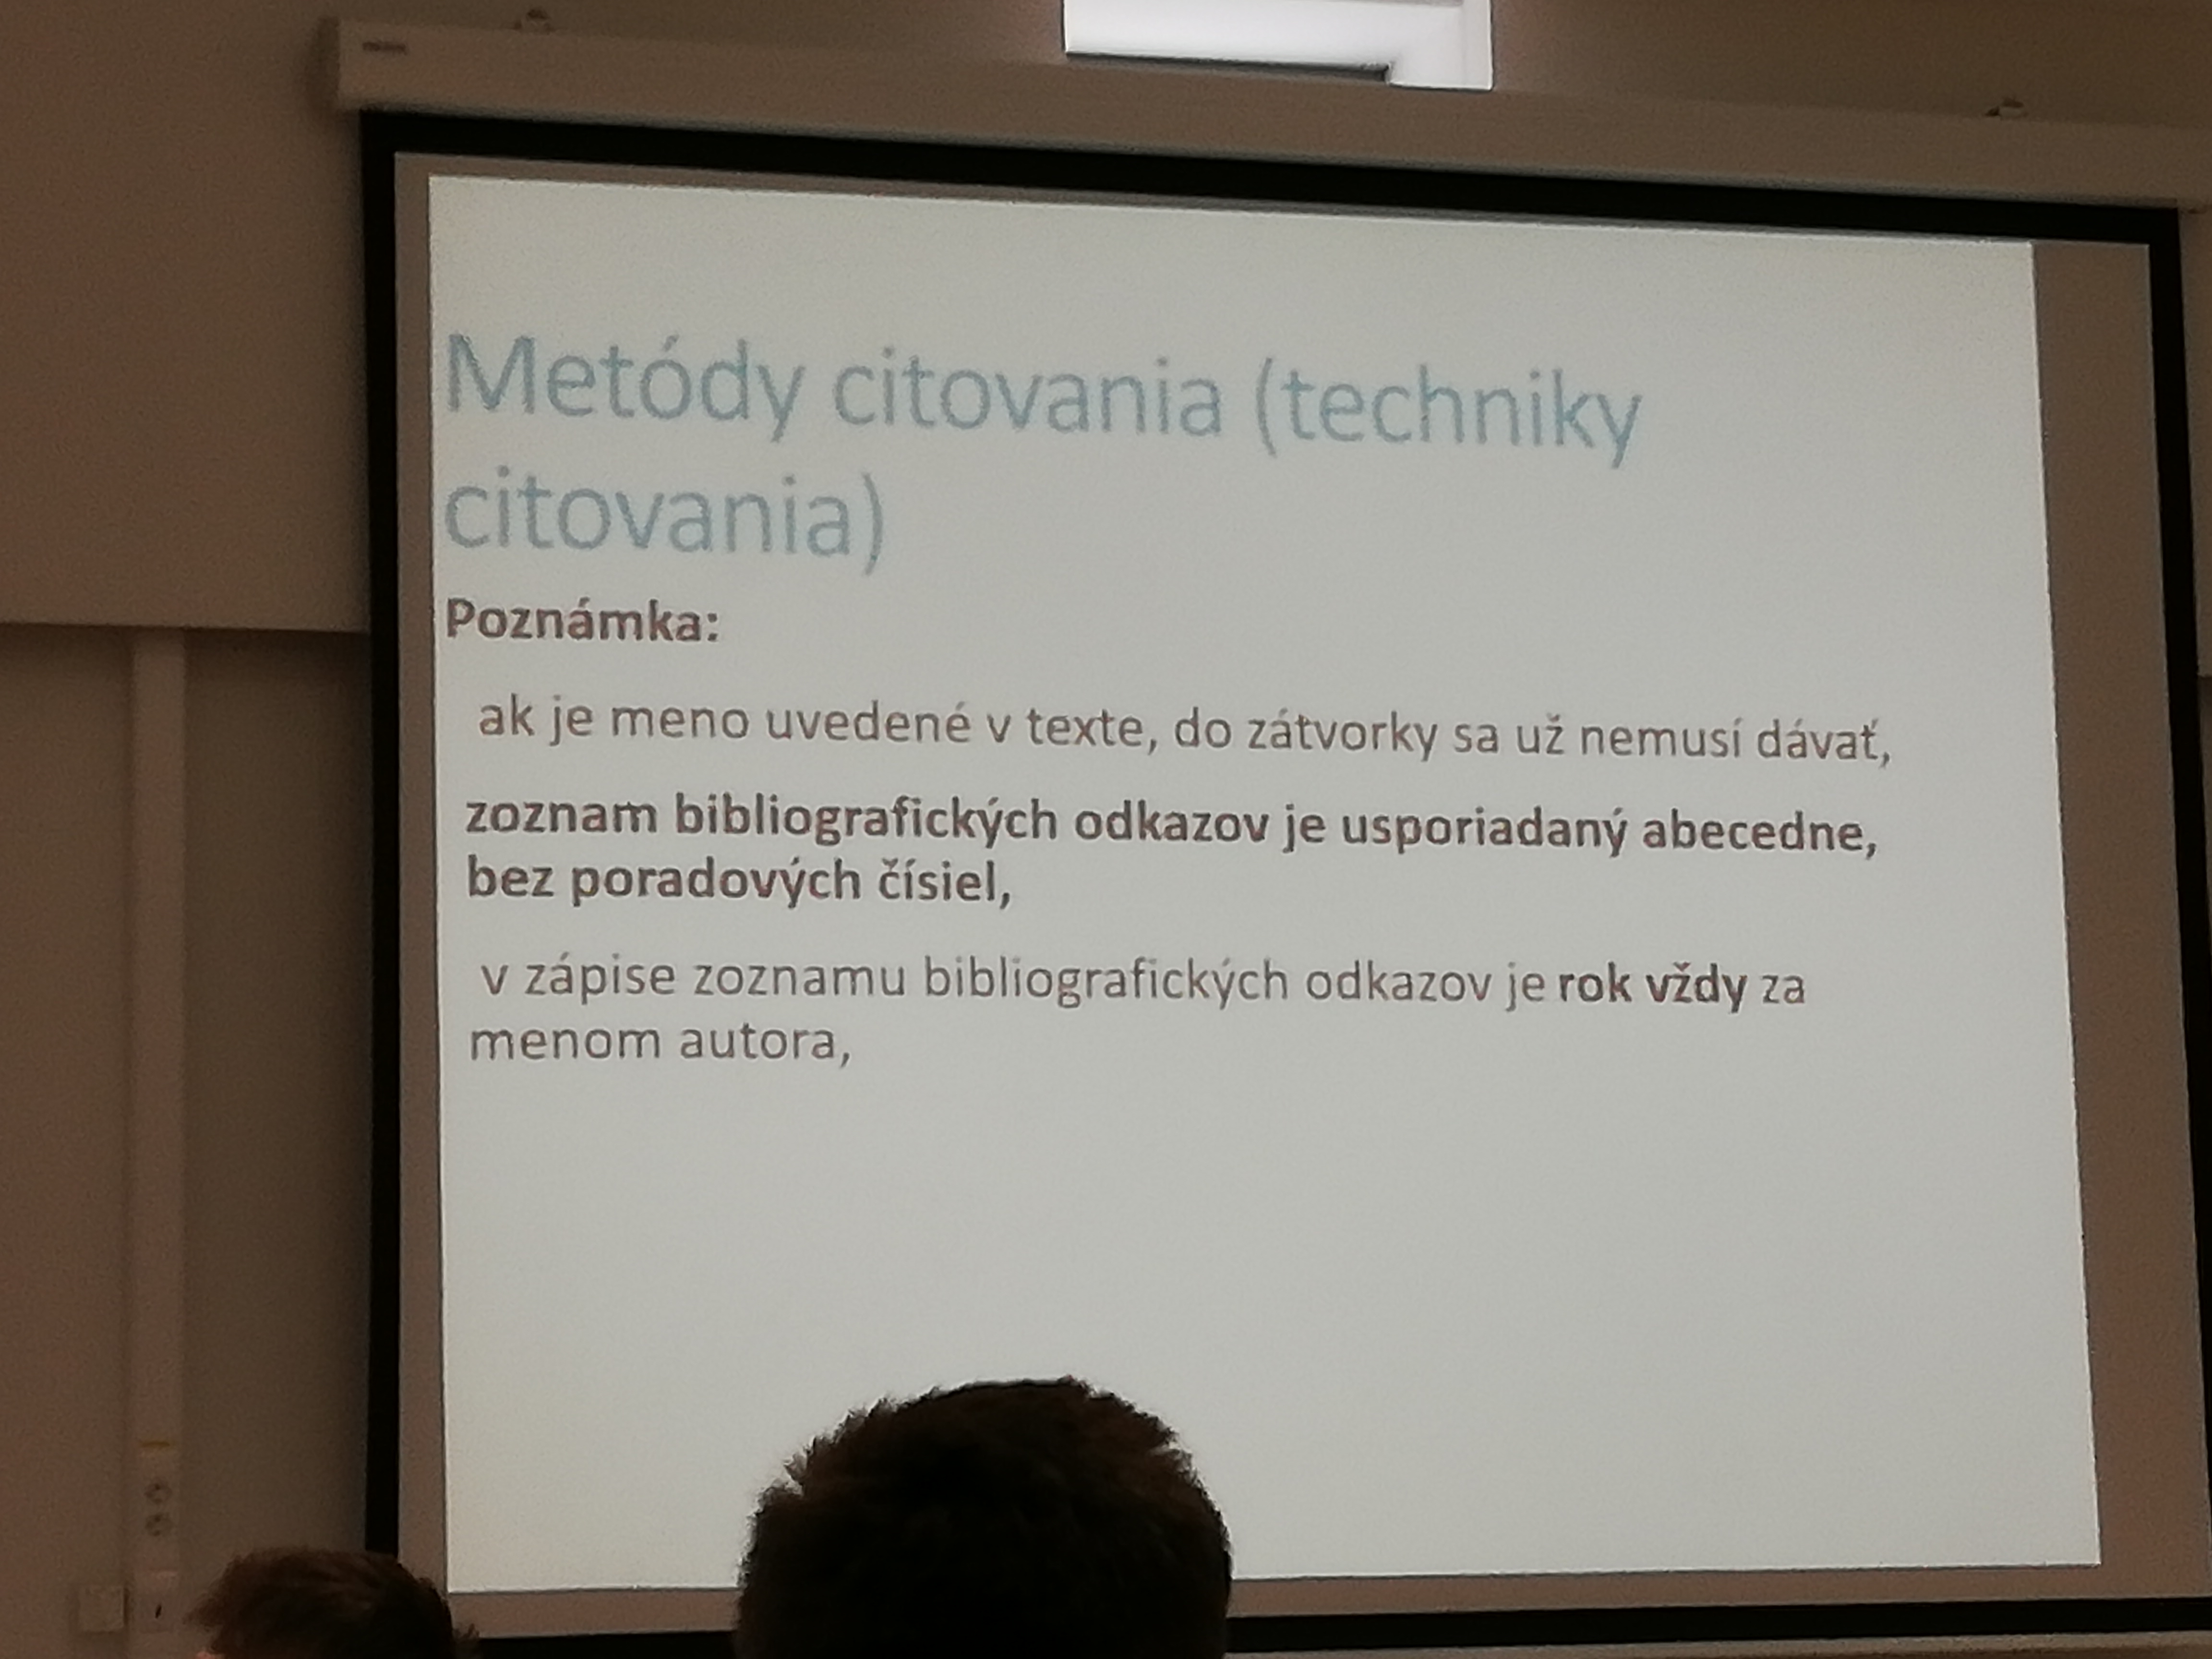 Metódy citovania (techniky
citovania)
Poznámka:
ak je meno uvedené v texte, do zátvorky sa už nemusí dávať,
zoznam bibliografických odkazov je usporiadaný abecedne,
bez poradových čísiel,
v zápise zoznamu bibliografických odkazov je rok vždy za
menom autora,